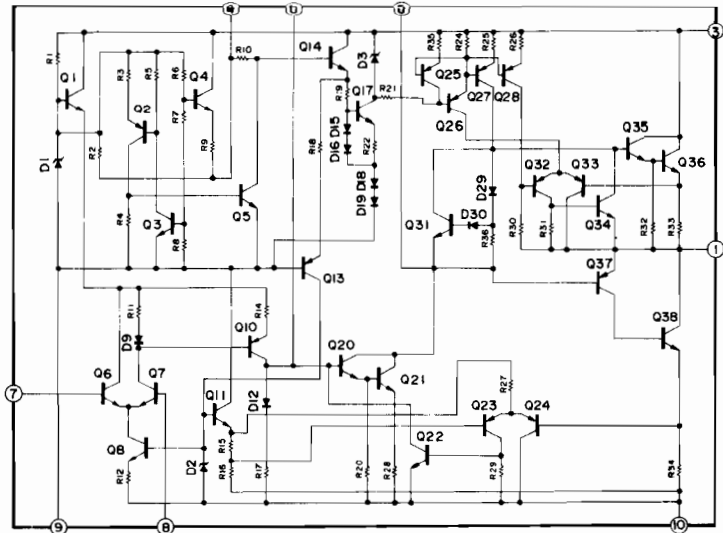 3
R1
Q1
R3
R5
R6
Q4
R10
Q14
D3
R35
R24
R25
R26
Q25
Q27
Q28
Q26
Q2
R7
R19
Q17
R21
R2
R9
R18
D15
D16
R22
Q35
Q36
D1
R4
Q3
R8
Q5
D18
D19
Q31
D29
D30
R36
Q32
Q33
R30
R31
Q34
R32
R33
1
Q13
Q37
Q38
R11
R14
D9
Q10
Q20
Q21
7
Q6
Q7
Q11
D12
R27
Q23
Q24
Q8
R15
R16
R17
D2
Q22
R12
R20
R28
R29
R34
9
8
10